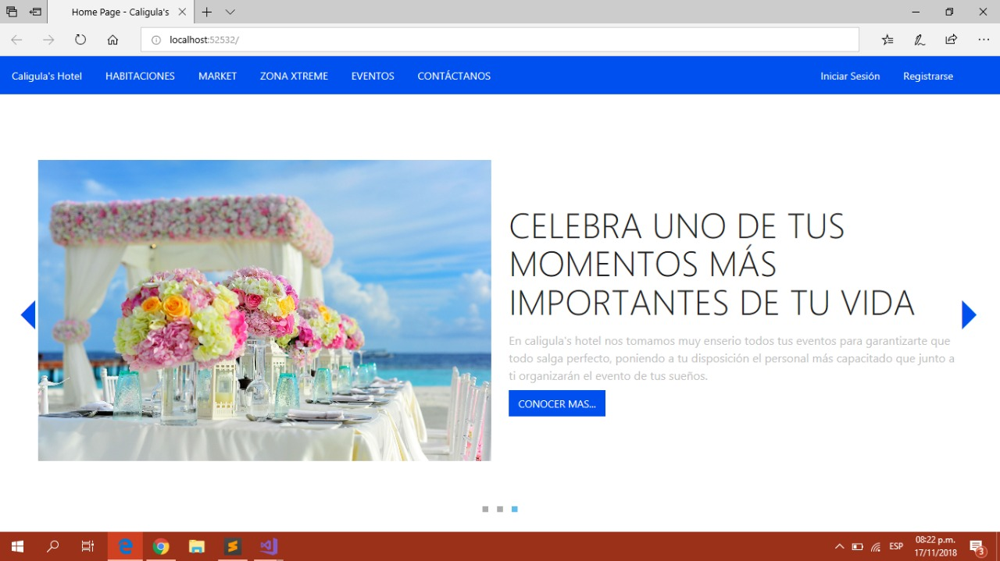 Home Page - Caligula's
localhost:52532/
Caligula's Hotel HABITACIONES MARKET ZONA XTREME EVENTOS CONTÁCTANOS Iniciar Sesión Registrarse
CELEBRA UNO DE TUS
MOMENTOS MÁS
IMPORTANTES DE TU VIDA
En caligula's hotel nos tomamos muy enserio todos tus eventos para garantizarte que
todo salga perfecto, poniendo a tu disposición el personal más capacitado que junto a
ti organizarán el evento de tus sueños.
CONOCER MAS...
ESP
08:22 p.m.
17/11/2018
3